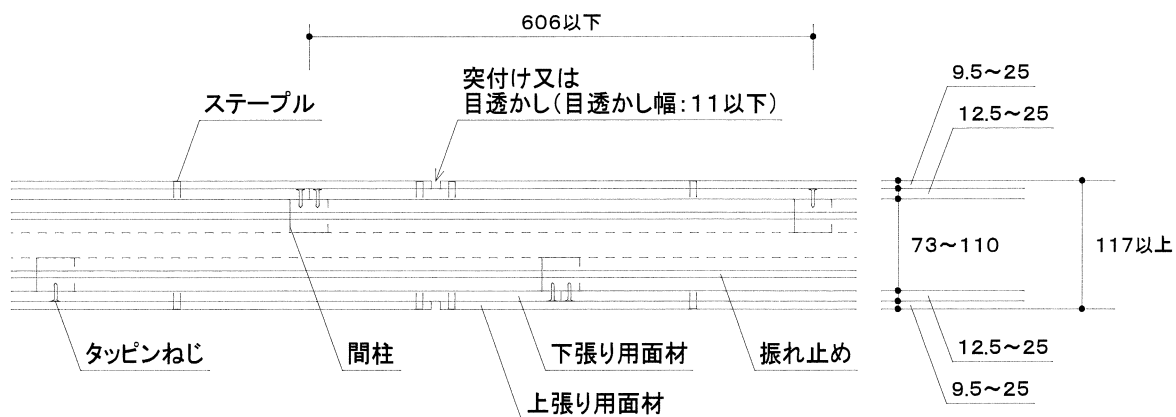 606以下
突付け又は
目透かし(目透かし幅:11以下)
ステープル
9.5~25
12.5~25
73~110
117以上
タッピンねじ
間柱
下張り用面材
振れ止め
上張り用面材
12.5~25
9.5~25